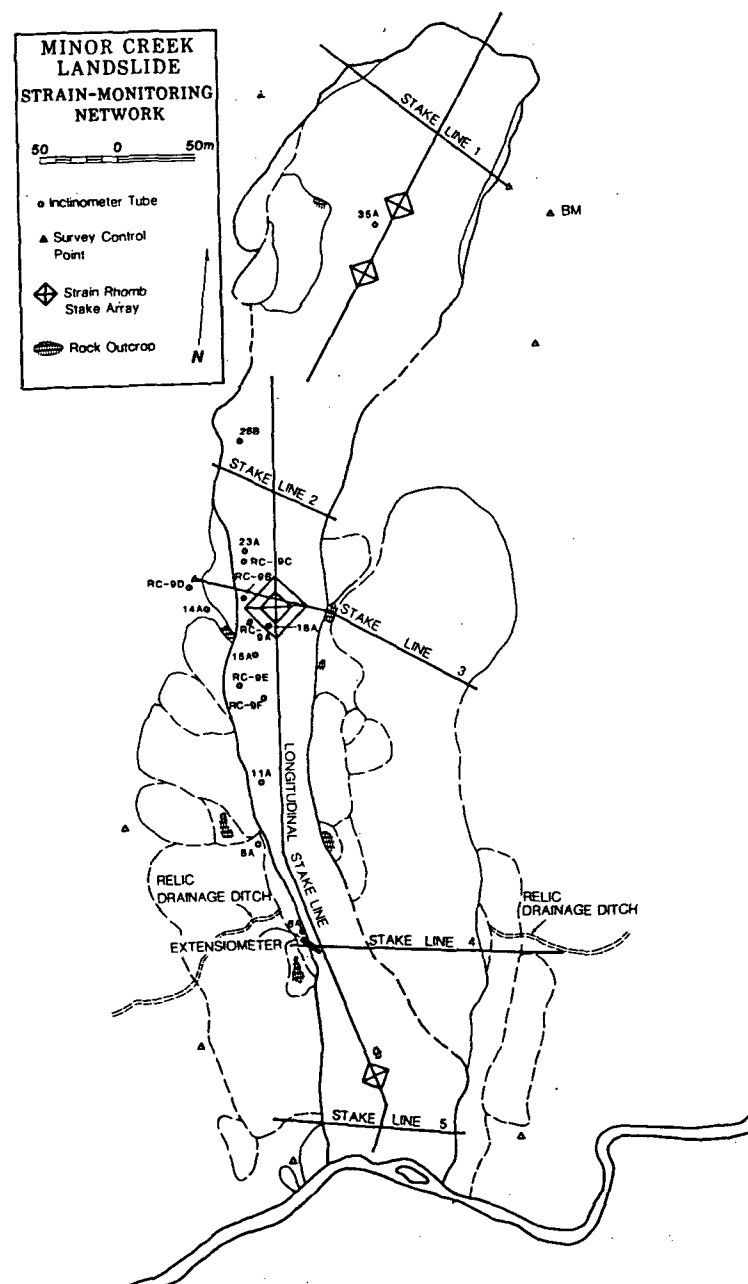 MINOR CREEK
LANDSLIDE
STRAIN-MONITORING
NETWORK
50 0 50m
Inclinometer Tube
Survey Control
Point
Strain Rhomb
Stake Array
Rock Outcrop
N
STAKE LINE 1
35A
BM
28B
STAKE LINE 2
23A
RC-9C
RC-9B
RC-9D
14A
RC-
9A
16A
STAKE LINE 3
15A
RC-9E
RC-9F
11A
LONGITUDINAL STAKE LINE
8A
RELIC
DRAINAGE DITCH
RELIC
DRAINAGE DITCH
EXTENSIOMETER
STAKE LINE 4
STAKE LINE 5